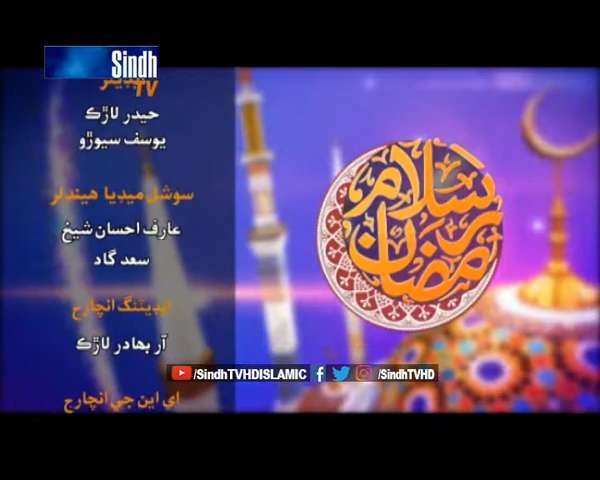 Sindh
TV
حيدر لاڙڪ
يوسف سيوڙو
سوشل ميڊيا هينڊلر
عارف احسان شيخ
سعد گاد
ايڊيٽنگ انچارج
آر بهادر لاڙڪ
اي اين جي انچارج
سلام
رمضان
/SindhTVHDISLAMIC
/SindhTVHD